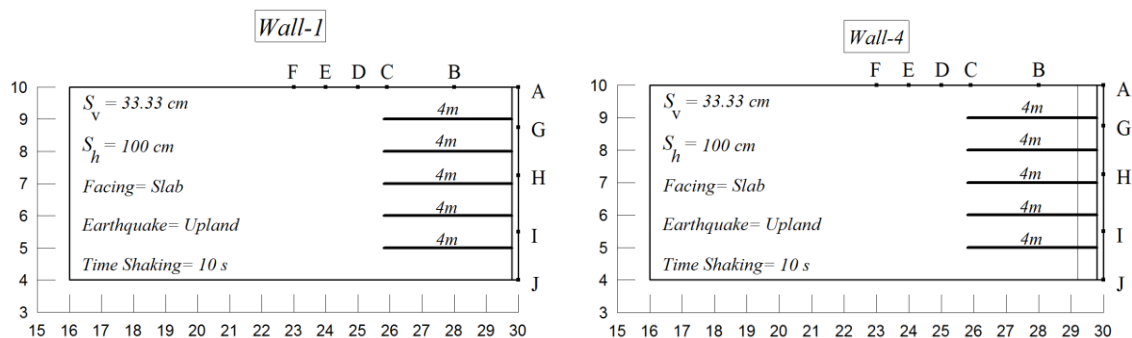 Wall-1
F E D C B A
10
S_v = 33.33 cm
4m
9
G
S_h = 100 cm
4m
8
4m
H
7
Facing= Slab
4m
6
Earthquake= Upland
I
4m
5
Time Shaking= 10 s
4
J
3
15 16 17 18 19 20 21 22 23 24 25 26 27 28 29 30
Wall-4
F E D C B A
10
S_v = 33.33 cm
4m
9
G
S_h = 100 cm
4m
8
4m
H
7
Facing= Slab
4m
6
Earthquake= Upland
I
4m
5
Time Shaking= 10 s
4
J
3
15 16 17 18 19 20 21 22 23 24 25 26 27 28 29 30